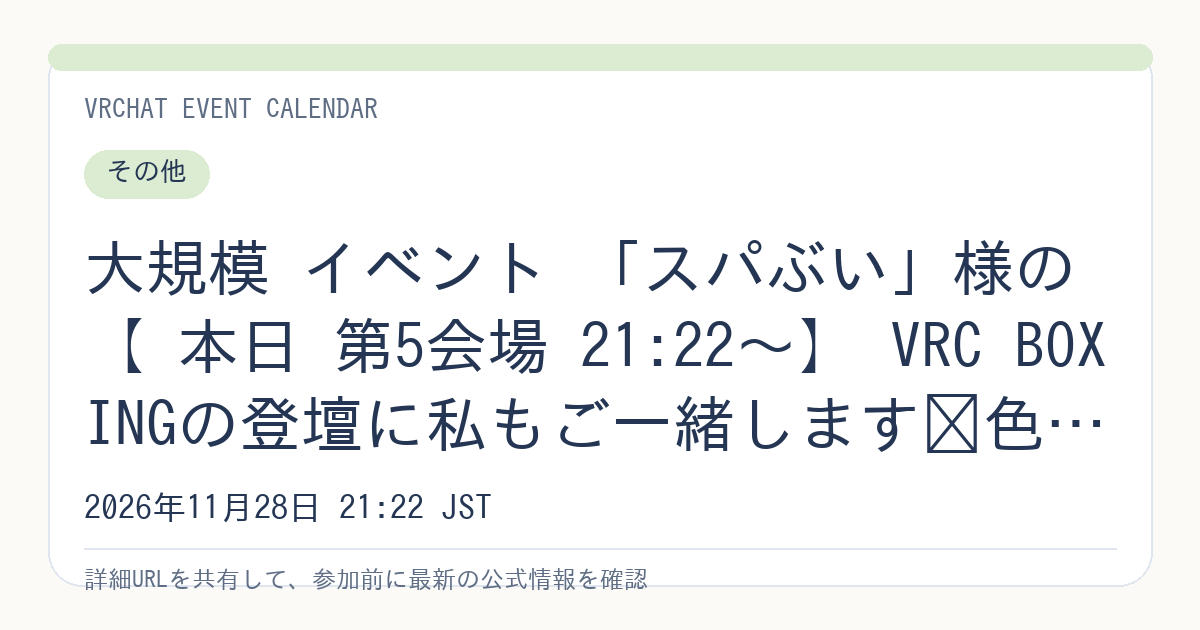 VRCHAT EVENT CALENDAR
その他
大規模 イベント 「スパぶい」様の
【 本日 第5会場 21:22～】 VRC BOX
INGの登壇に私もご一緒します色…
2026年11月28日 21:22 JST
詳細URLを共有して、参加前に最新の公式情報を確認